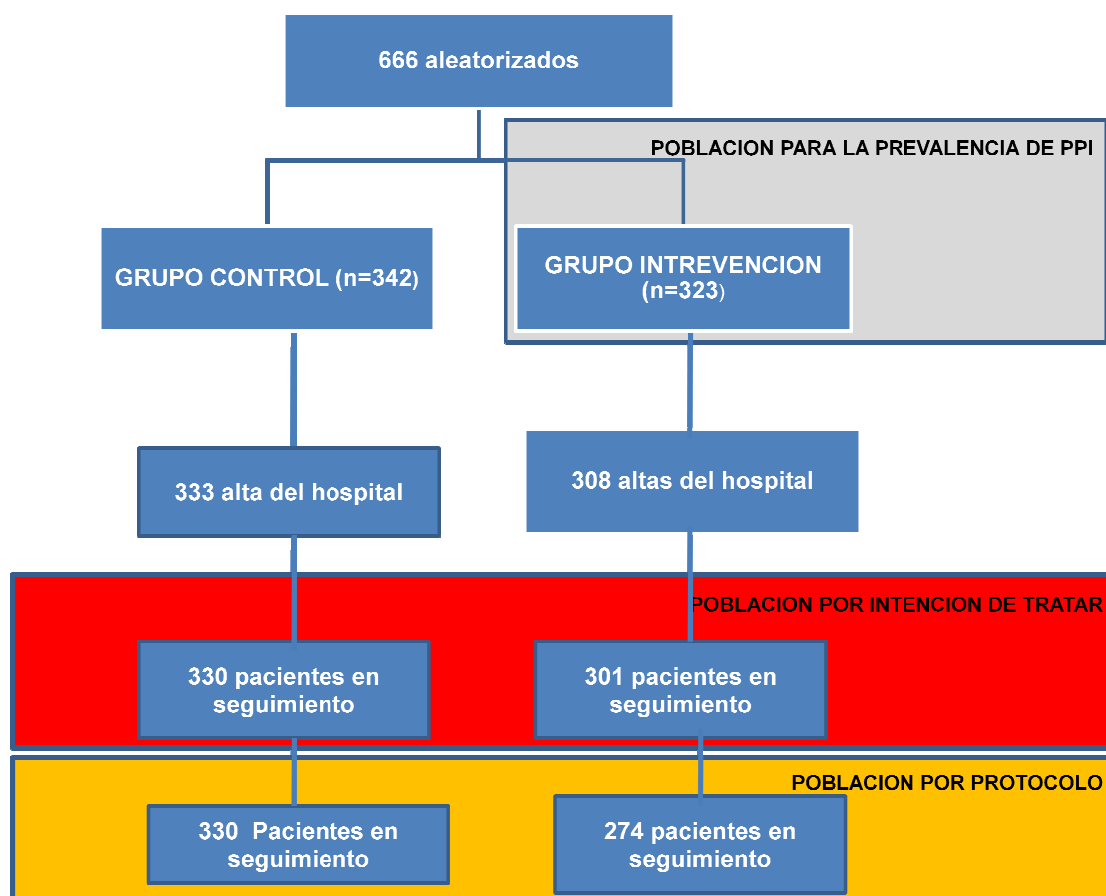 666 aleatorizados
POBLACION PARA LA PREVALENCIA DE PPI
GRUPO CONTROL (n=342)
GRUPO INTREVENCION
(n=323)
333 alta del hospital
308 altas del hospital
POBLACION POR INTENCION DE TRATAR
330 pacientes en
seguimiento
301 pacientes en
seguimiento
POBLACION POR PROTOCOLO
330 Pacientes en
seguimiento
274 pacientes en
seguimiento